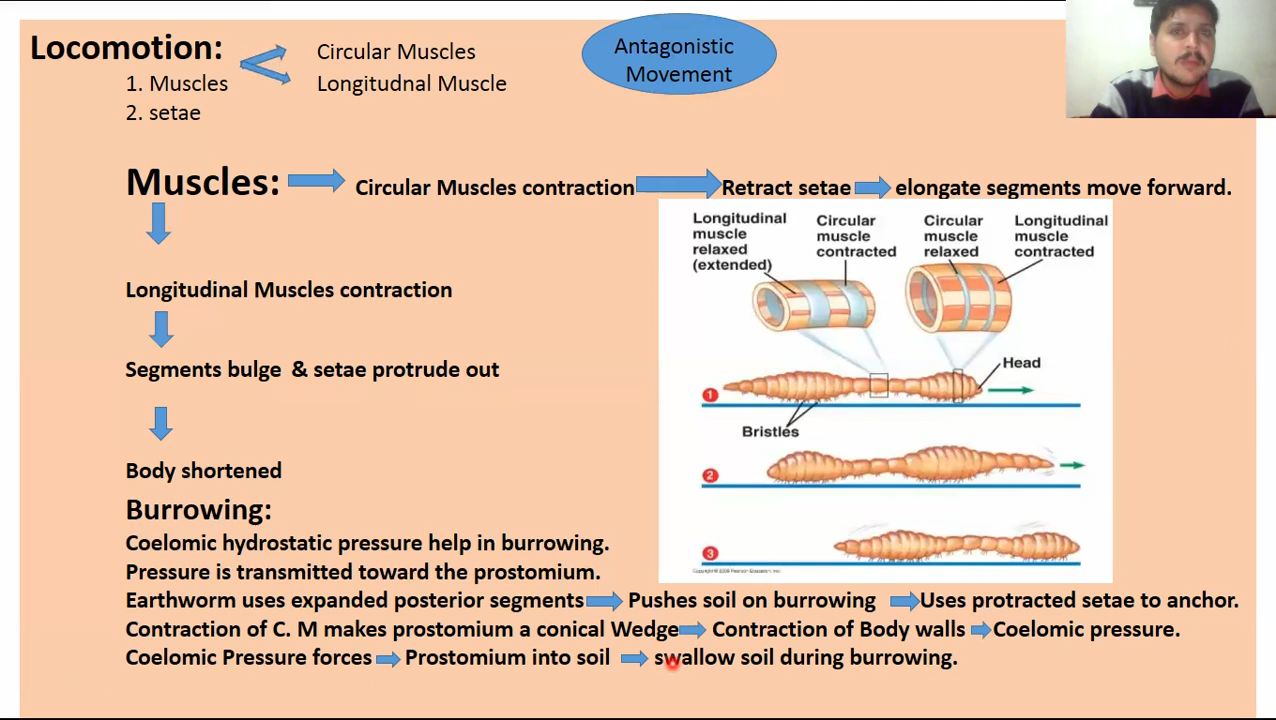 Locomotion:
Circular Muscles
1. Muscles
Longitudnal Muscle
2. setae
Antagonistic
Movement
Muscles:
Circular Muscles contraction
Retract setae
elongate segments move forward.
Longitudinal Muscles contraction
Segments bulge & setae protrude out
Body shortened
Longitudinal
muscle
relaxed
(extended)
Circular
muscle
contracted
Circular
muscle
relaxed
Longitudinal
muscle
contracted
Head
1
Bristles
2
3
Burrowing:
Coelomic hydrostatic pressure help in burrowing.
Pressure is transmitted toward the prostomium.
Earthworm uses expanded posterior segments Pushes soil on burrowing Uses protracted setae to anchor.
Contraction of C. M makes prostomium a conical Wedge Contraction of Body walls Coelomic pressure.
Coelomic Pressure forces Prostomium into soil swallow soil during burrowing.